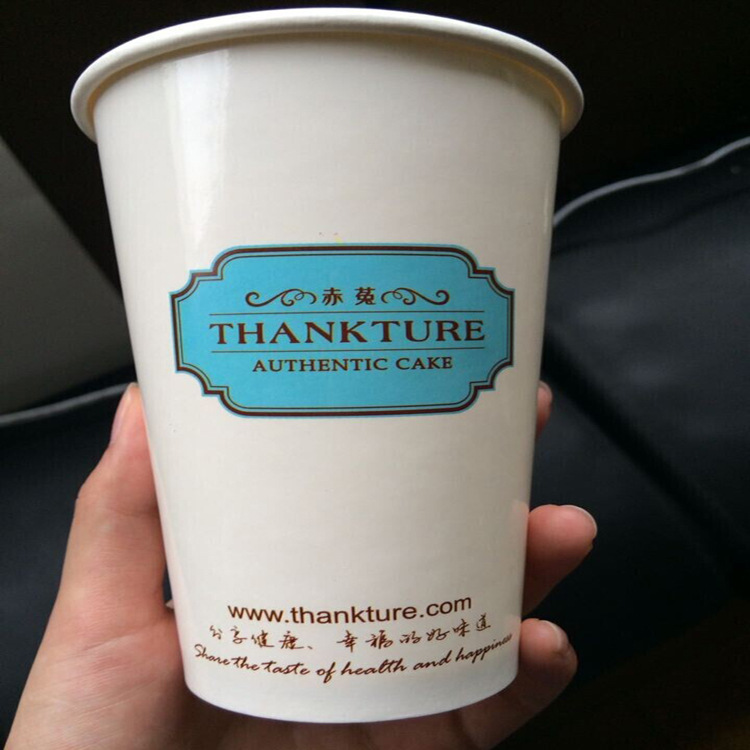 赤菟
THANKTURE
AUTHENTIC CAKE
www.thankture.com
分享健康、幸福的好味道
Share the taste of health and happiness